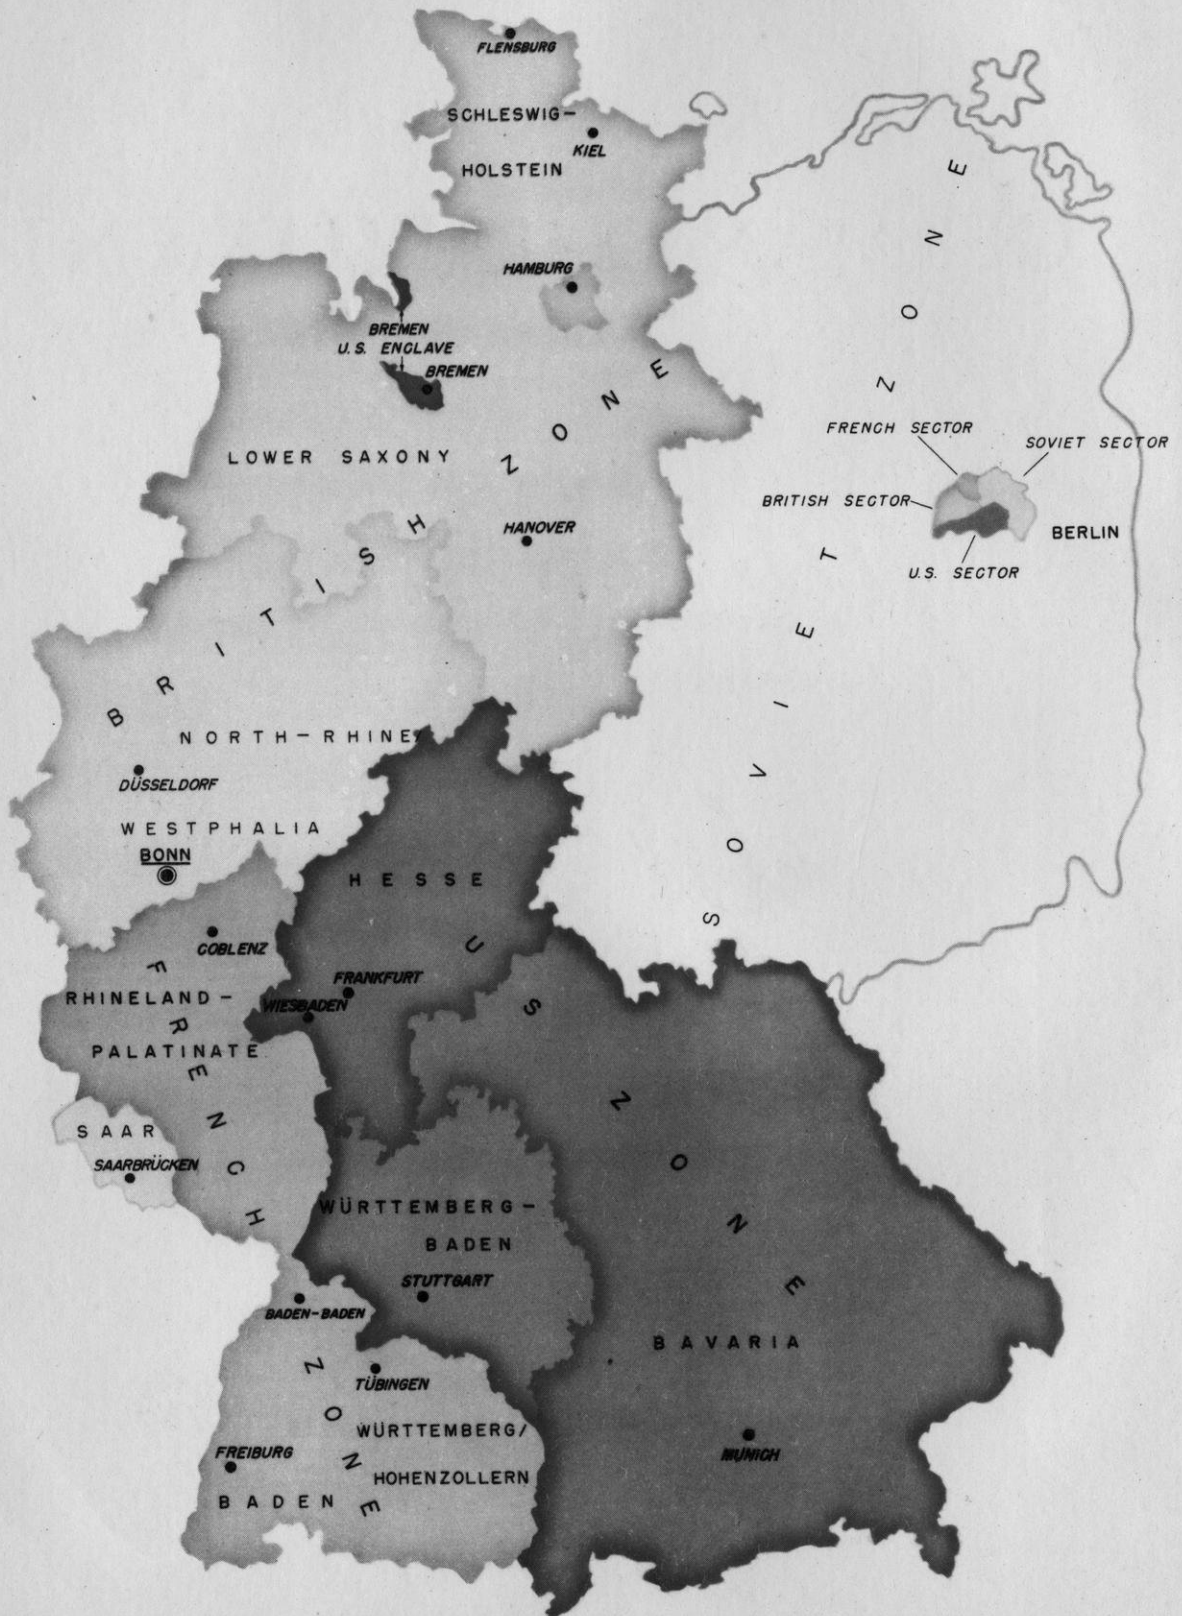 FLENSBURG
SCHLESWIG-
HOLSTEIN
KIEL
HAMBURG
BREMEN
U.S. ENCLAVE
BREMEN
LOWER SAXONY
HANOVER
BRITISH ZONE
NORTH-RHINE
DÜSSELDORF
WESTPHALIA
BONN
SOVIET ZONE
FRENCH SECTOR
SOVIET SECTOR
BRITISH SECTOR
BERLIN
U.S. SECTOR
HESSE
COBLENZ
FRANKFURT
WIESBADEN
RHINELAND-
PALATINATE
FRENCH ZONE
SAAR
SAARBRÜCKEN
U S ZONE
WÜRTTEMBERG-
BADEN
STUTTGART
BADEN-BADEN
TÜBINGEN
WÜRTTEMBERG/
HOHENZOLLERN
FREIBURG
BADEN
BAVARIA
MUNICH